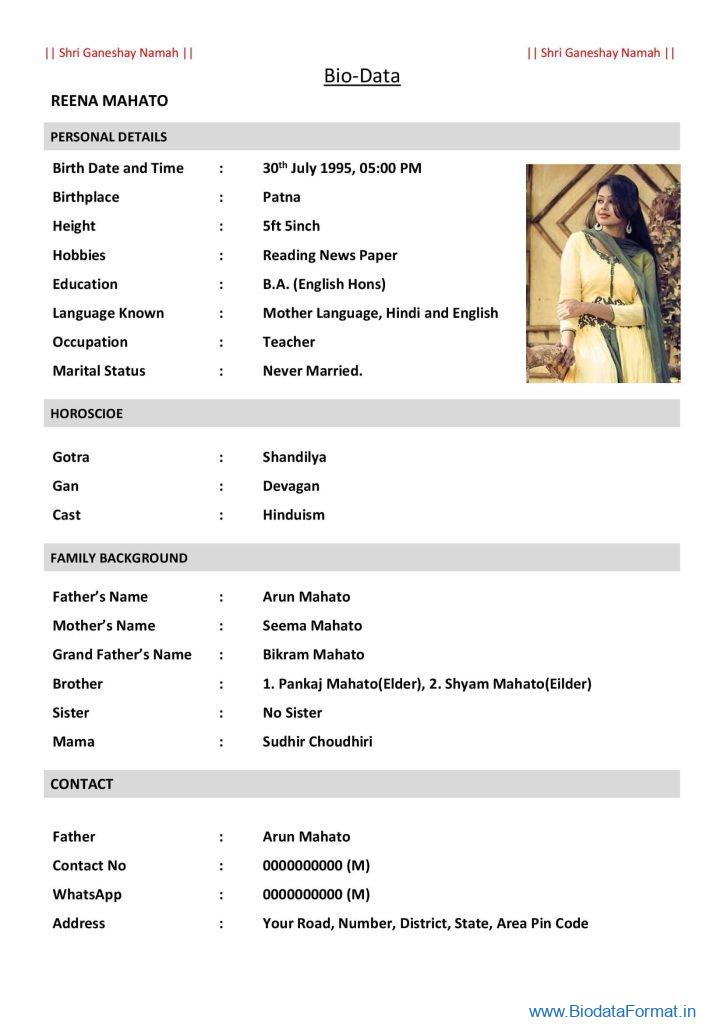 || Shri Ganeshay Namah || || Shri Ganeshay Namah ||
Bio-Data
REENA MAHATO
PERSONAL DETAILS
Birth Date and Time : 30th July 1995, 05:00 PM
Birthplace : Patna
Height : 5ft 5inch
Hobbies : Reading News Paper
Education : B.A. (English Hons)
Language Known : Mother Language, Hindi and English
Occupation : Teacher
Marital Status : Never Married.
HOROSCIOE
Gotra : Shandilya
Gan : Devagan
Cast : Hinduism
FAMILY BACKGROUND
Father’s Name : Arun Mahato
Mother’s Name : Seema Mahato
Grand Father’s Name : Bikram Mahato
Brother : 1. Pankaj Mahato(Elder), 2. Shyam Mahato(Eilder)
Sister : No Sister
Mama : Sudhir Choudhiri
CONTACT
Father : Arun Mahato
Contact No : 0000000000 (M)
WhatsApp : 0000000000 (M)
Address : Your Road, Number, District, State, Area Pin Code
www.BiodataFormat.in